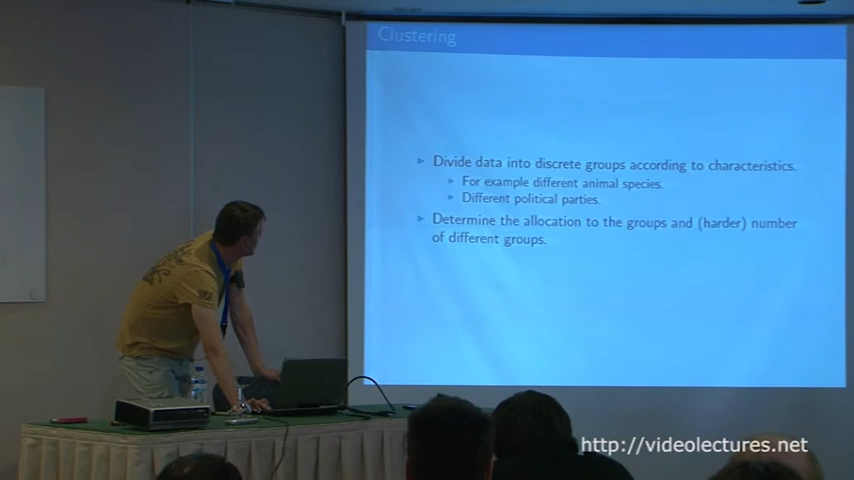 Clustering
Divide data into discrete groups according to characteristics.
For example different animal species.
Different political parties.
Determine the allocation to the groups and (harder) number
of different groups.
http://videolectures.net